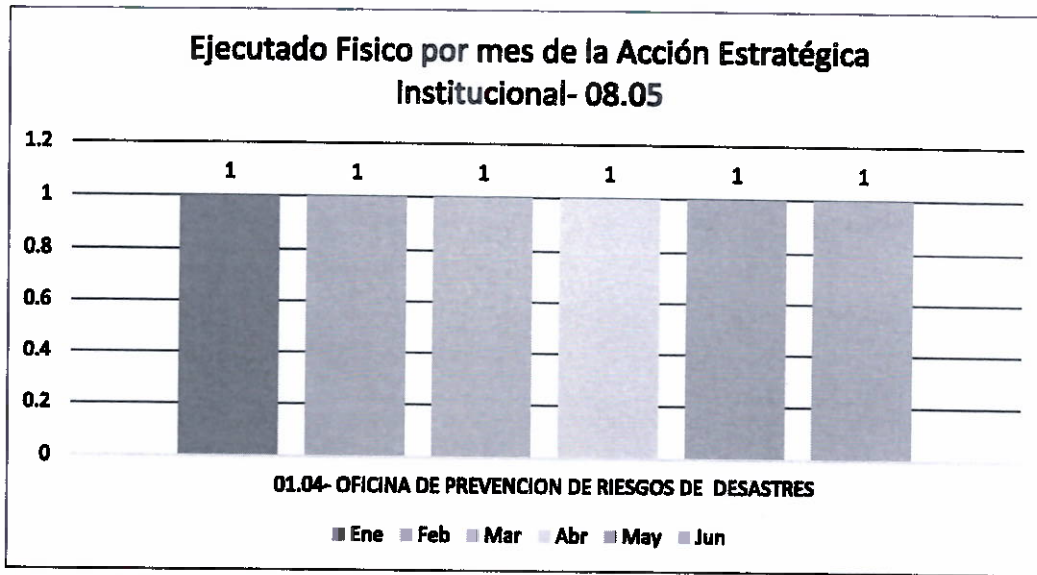 Ejecutado Fisico por mes de la Acción Estratégica
Institucional- 08.05
1.2
1
0.8
0.6
0.4
0.2
0
1 1 1 1 1 1
01.04- OFICINA DE PREVENCION DE RIESGOS DE DESASTRES
Ene Feb Mar Abr May Jun